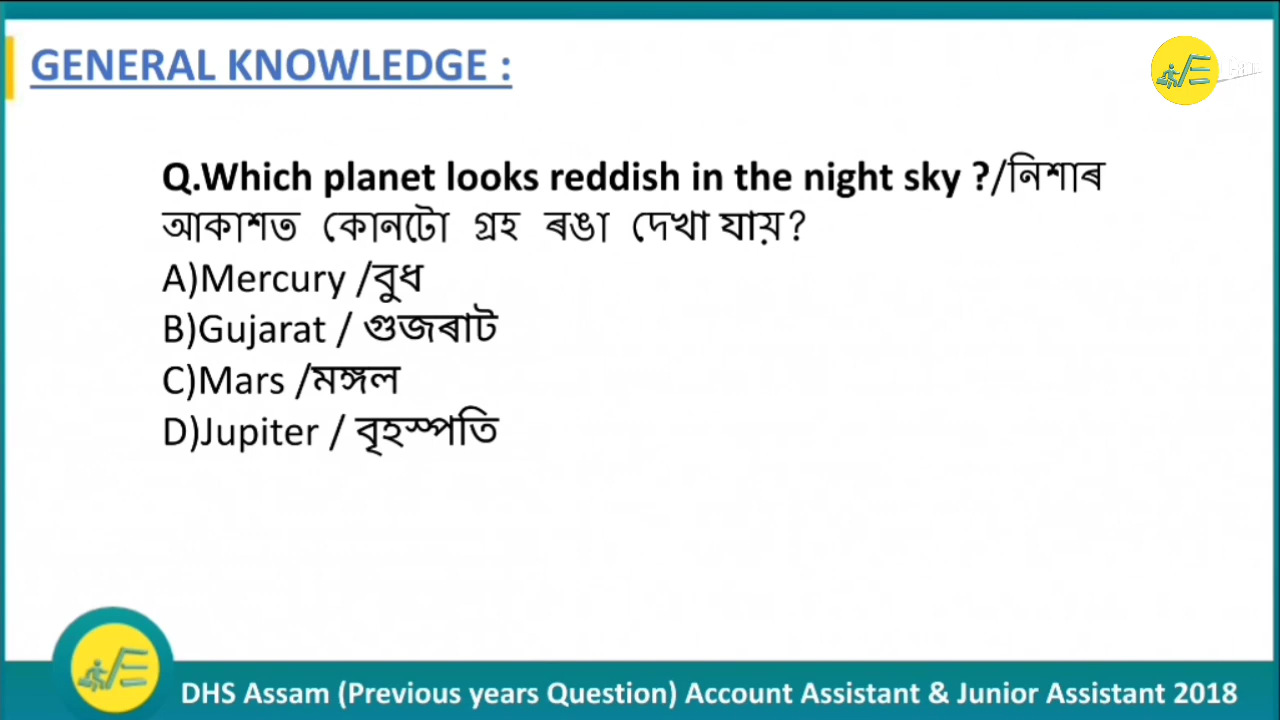 GENERAL KNOWLEDGE :
Q.Which planet looks reddish in the night sky ?/নিশাৰ
আকাশত কোনটো গ্ৰহ ৰঙা দেখা যায়?
A)Mercury /বুধ
B)Gujarat / গুজৰাট
C)Mars /মঙ্গল
D)Jupiter / বৃহস্পতি
DHS Assam (Previous years Question) Account Assistant & Junior Assistant 2018